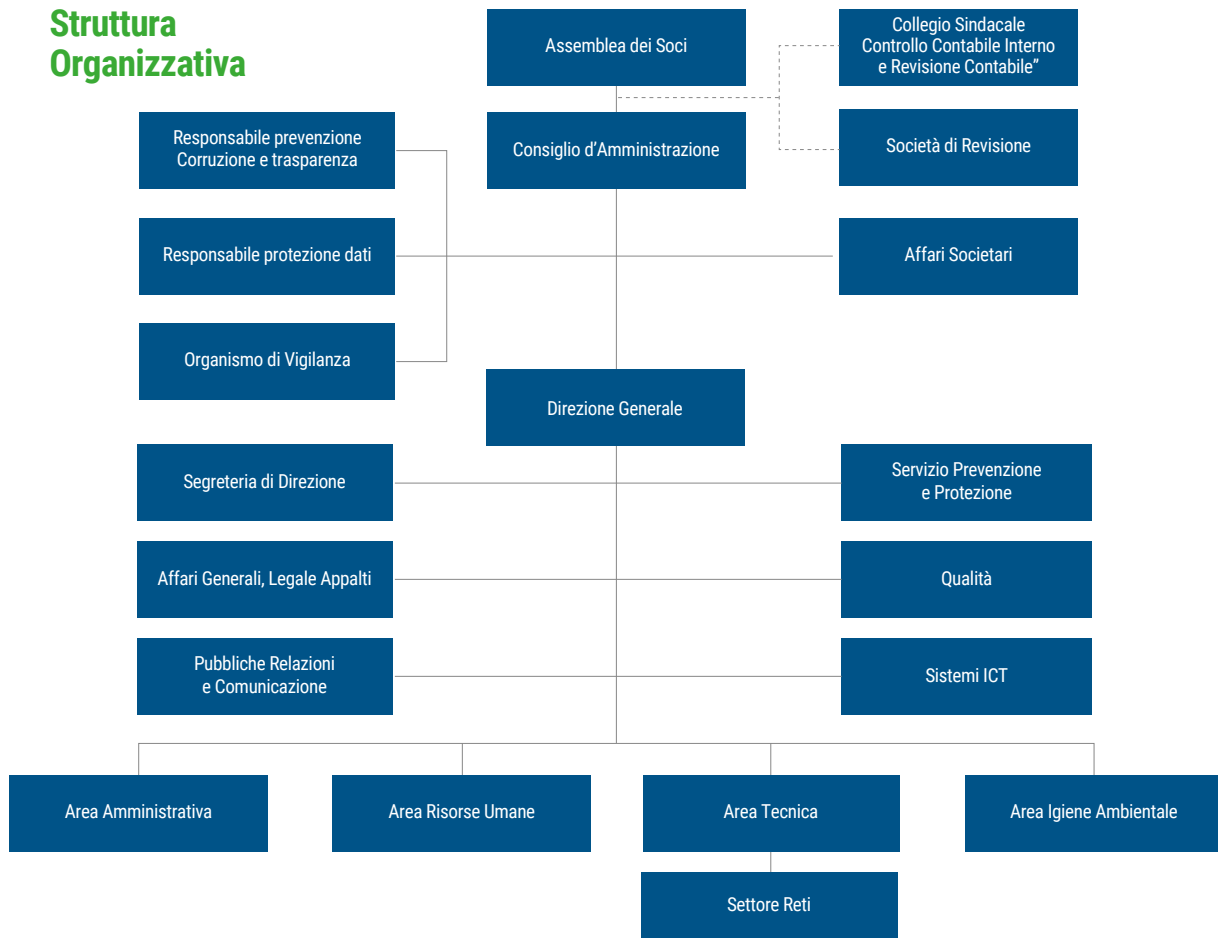 Struttura
Organizzativa
Assemblea dei Soci
Collegio Sindacale
Controllo Contabile Interno
e Revisione Contabile”
Responsabile prevenzione
Corruzione e trasparenza
Consiglio d’Amministrazione
Società di Revisione
Responsabile protezione dati
Affari Societari
Organismo di Vigilanza
Direzione Generale
Segreteria di Direzione
Servizio Prevenzione
e Protezione
Affari Generali, Legale Appalti
Qualità
Pubbliche Relazioni
e Comunicazione
Sistemi ICT
Area Amministrativa
Area Risorse Umane
Area Tecnica
Area Igiene Ambientale
Settore Reti